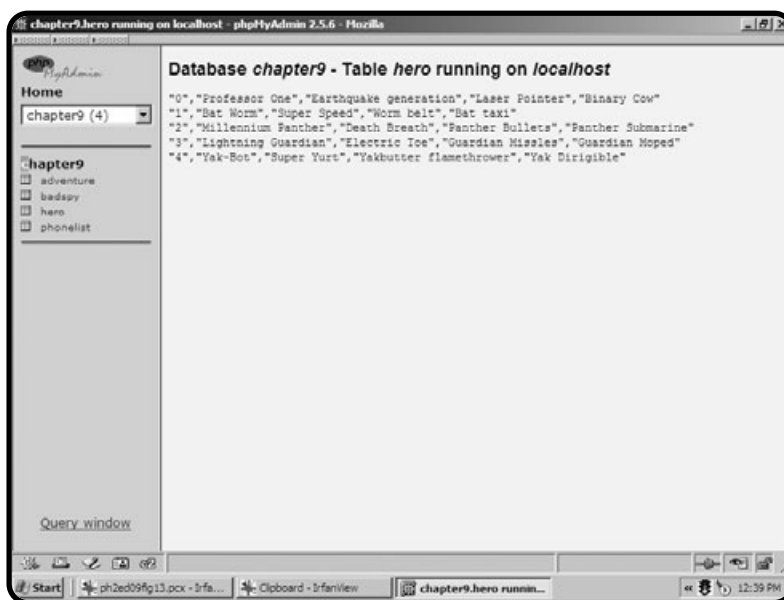 chapter9.hero running on localhost - phpMyAdmin 2.5.6 - Mozilla
php
MyAdmin
Home
chapter9 (4)
hapter9
adventure
badspy
hero
phonelist
Query window
Database chapter9 - Table hero running on localhost
"0","Professor One","Earthquake generation","Laser Pointer","Binary Cow"
"1","Bat Worm","Super Speed","Worm belt","Bat taxi"
"2","Millennium Panther","Death Breath","Panther Bullets","Panther Submarine"
"3","Lightning Guardian","Electric Toe","Guardian Missles","Guardian Moped"
"4","Yak-Bot","Super Yurt","Yakbutter flamethrower","Yak Dirigible"
Start
ph2ed09fig13.pcx - Irfa...
Clipboard - IrfanView
chapter9.hero runnin...
12:39 PM